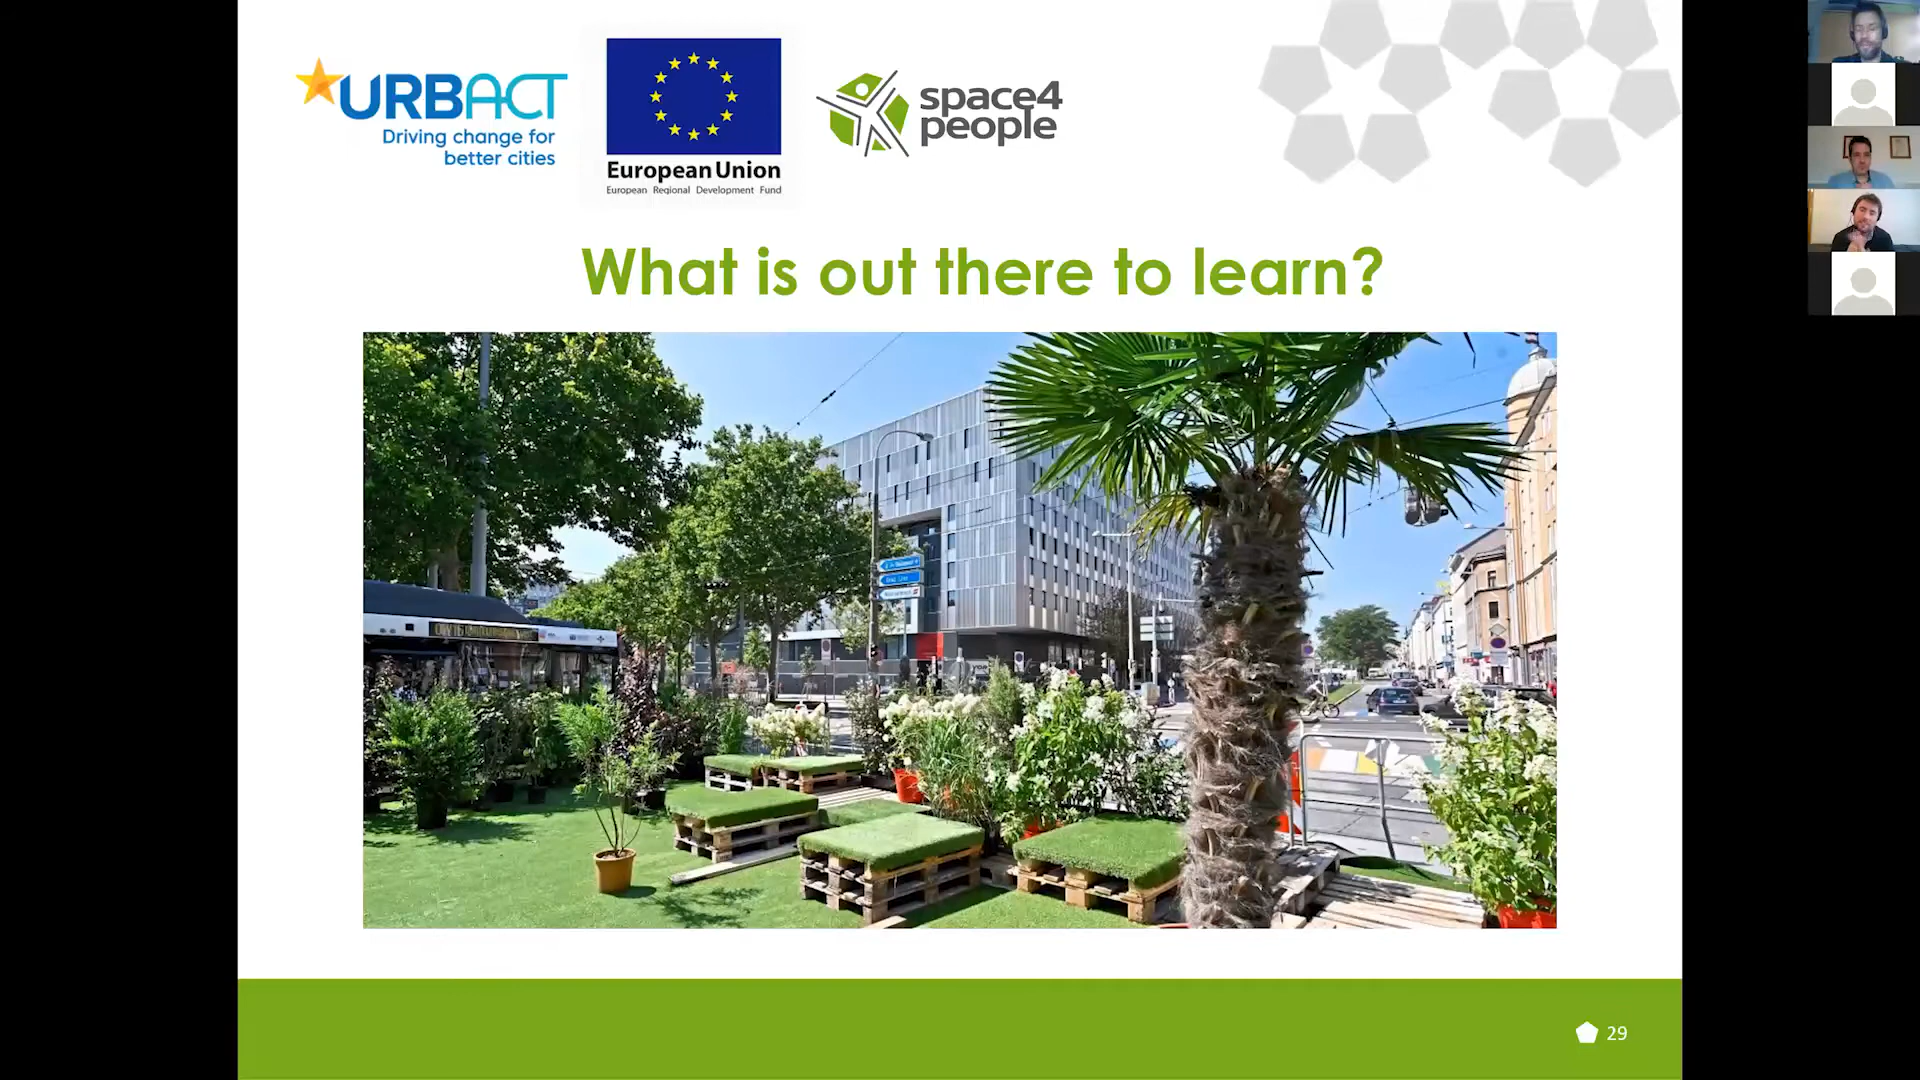 URBACT
Driving change for
better cities
European Union
European Regional Development Fund
space4
people
What is out there to learn?
29